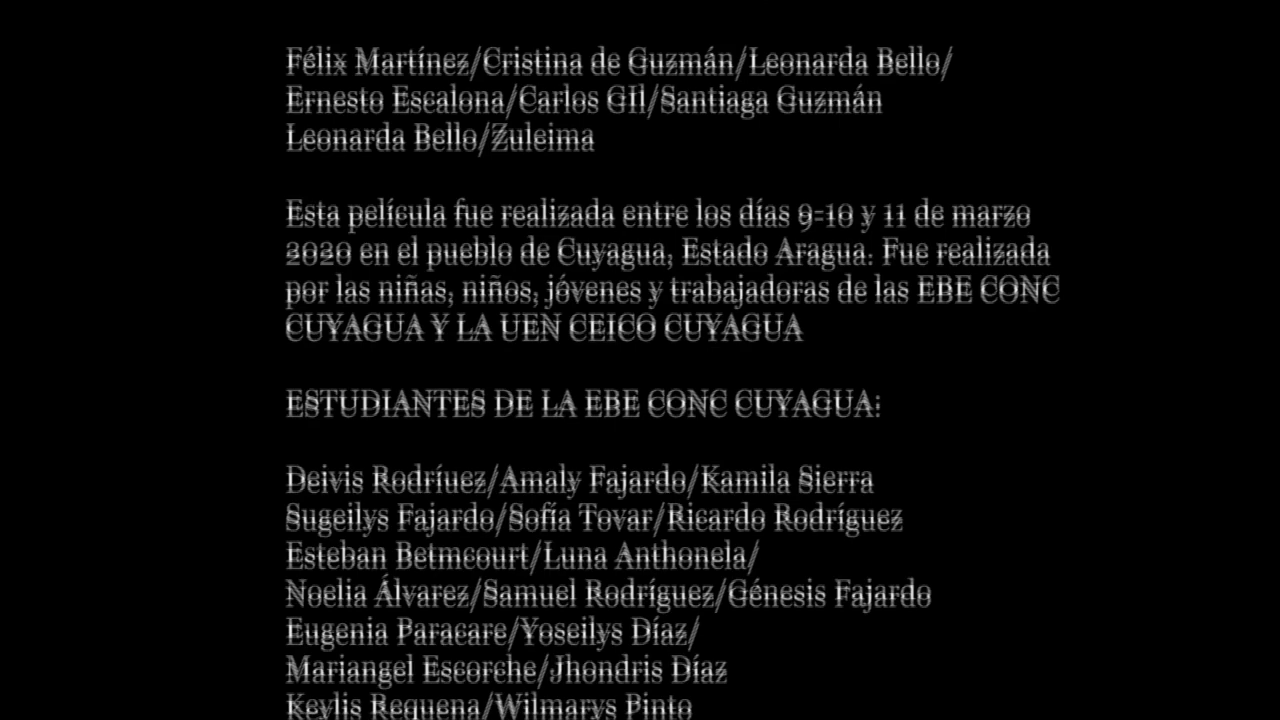 Félix Martínez/Cristina de Guzmán/Leonarda Bello/
Ernesto Escalona/Carlos GIl/Santiaga Guzmán
Leonarda Bello/Zuleima
Esta película fue realizada entre los días 9-10 y 11 de marzo
2020 en el pueblo de Cuyagua, Estado Aragua. Fue realizada
por las niñas, niños, jóvenes y trabajadoras de las EBE CONC
CUYAGUA Y LA UEN CEICO CUYAGUA
ESTUDIANTES DE LA EBE CONC CUYAGUA:
Deivis Rodríuez/Amaly Fajardo/Kamila Sierra
Sugeilys Fajardo/Sofía Tovar/Ricardo Rodríguez
Esteban Betmcourt/Luna Anthonela/
Noelia Álvarez/Samuel Rodríguez/Génesis Fajardo
Eugenia Paracare/Yoseilys Díaz/
Mariangel Escorche/Jhondris Díaz
Keylis Requena/Wilmarys Pinto